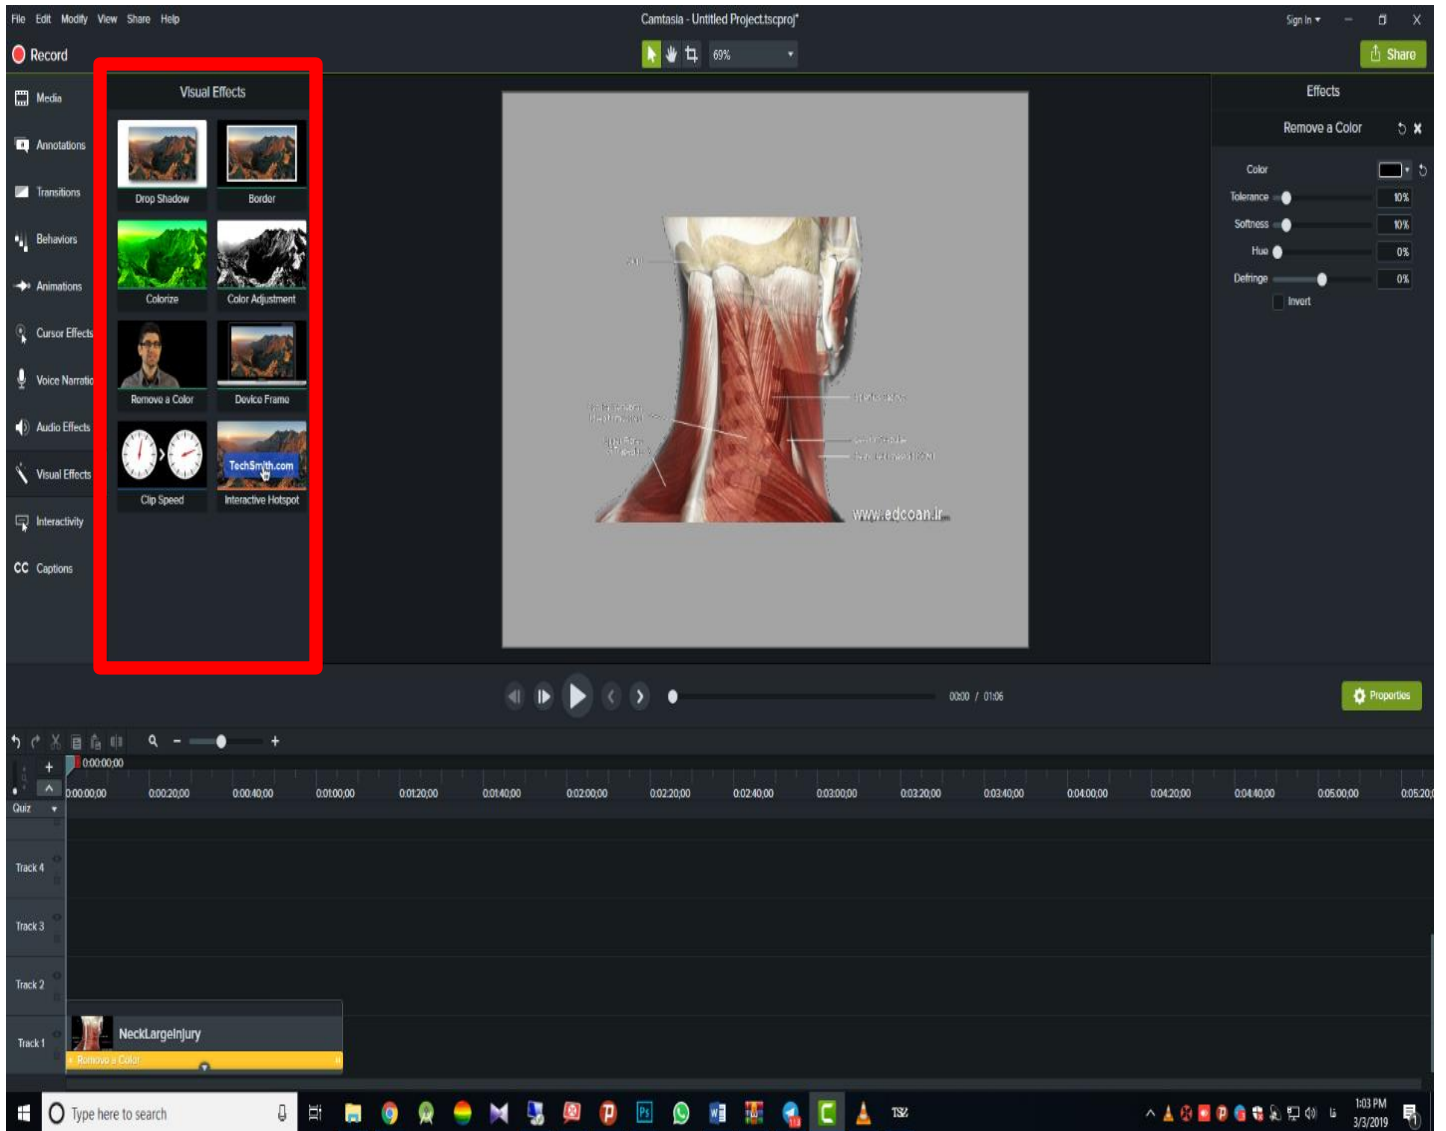 File Edit Modify View Share Help
Camtasia - Untitled Project.tscproj*
Sign In
Record
69%
Share
Media
Annotations
Transitions
Behaviors
Animations
Cursor Effects
Voice Narratio
Audio Effects
Visual Effects
Interactivity
CC Captions
Visual Effects
Drop Shadow Border
Colorize Color Adjustment
Remove a Color Device Frame
TechSmith.com
Clip Speed Interactive Hotspot
www.edcoan.ir
Effects
Remove a Color
Color
Tolerance 10%
Softness 10%
Hue 0%
Defringe 0%
Invert
00:00 / 01:06
Properties
0:00:00;00
0:00:00;00 0:00:20;00 0:00:40;00 0:01:00;00 0:01:20;00 0:01:40;00 0:02:00;00 0:02:20;00 0:02:40;00 0:03:00;00 0:03:20;00 0:03:40;00 0:04:00;00 0:04:20;00 0:04:40;00 0:05:00;00 0:05:20;
Quiz
Track 4
Track 3
Track 2
Track 1
NeckLargeInjury
Remove a Color
Type here to search
Ps
1:03 PM
3/3/2019